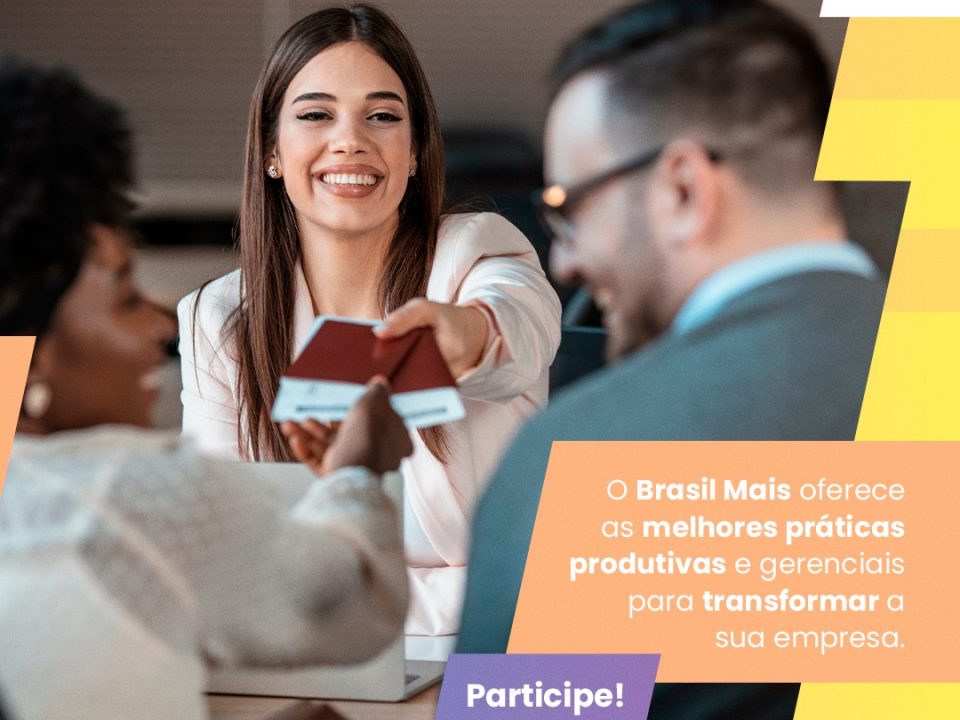 O Brasil Mais oferece
as melhores práticas
produtivas e gerenciais
para transformar a
sua empresa.
Participe!